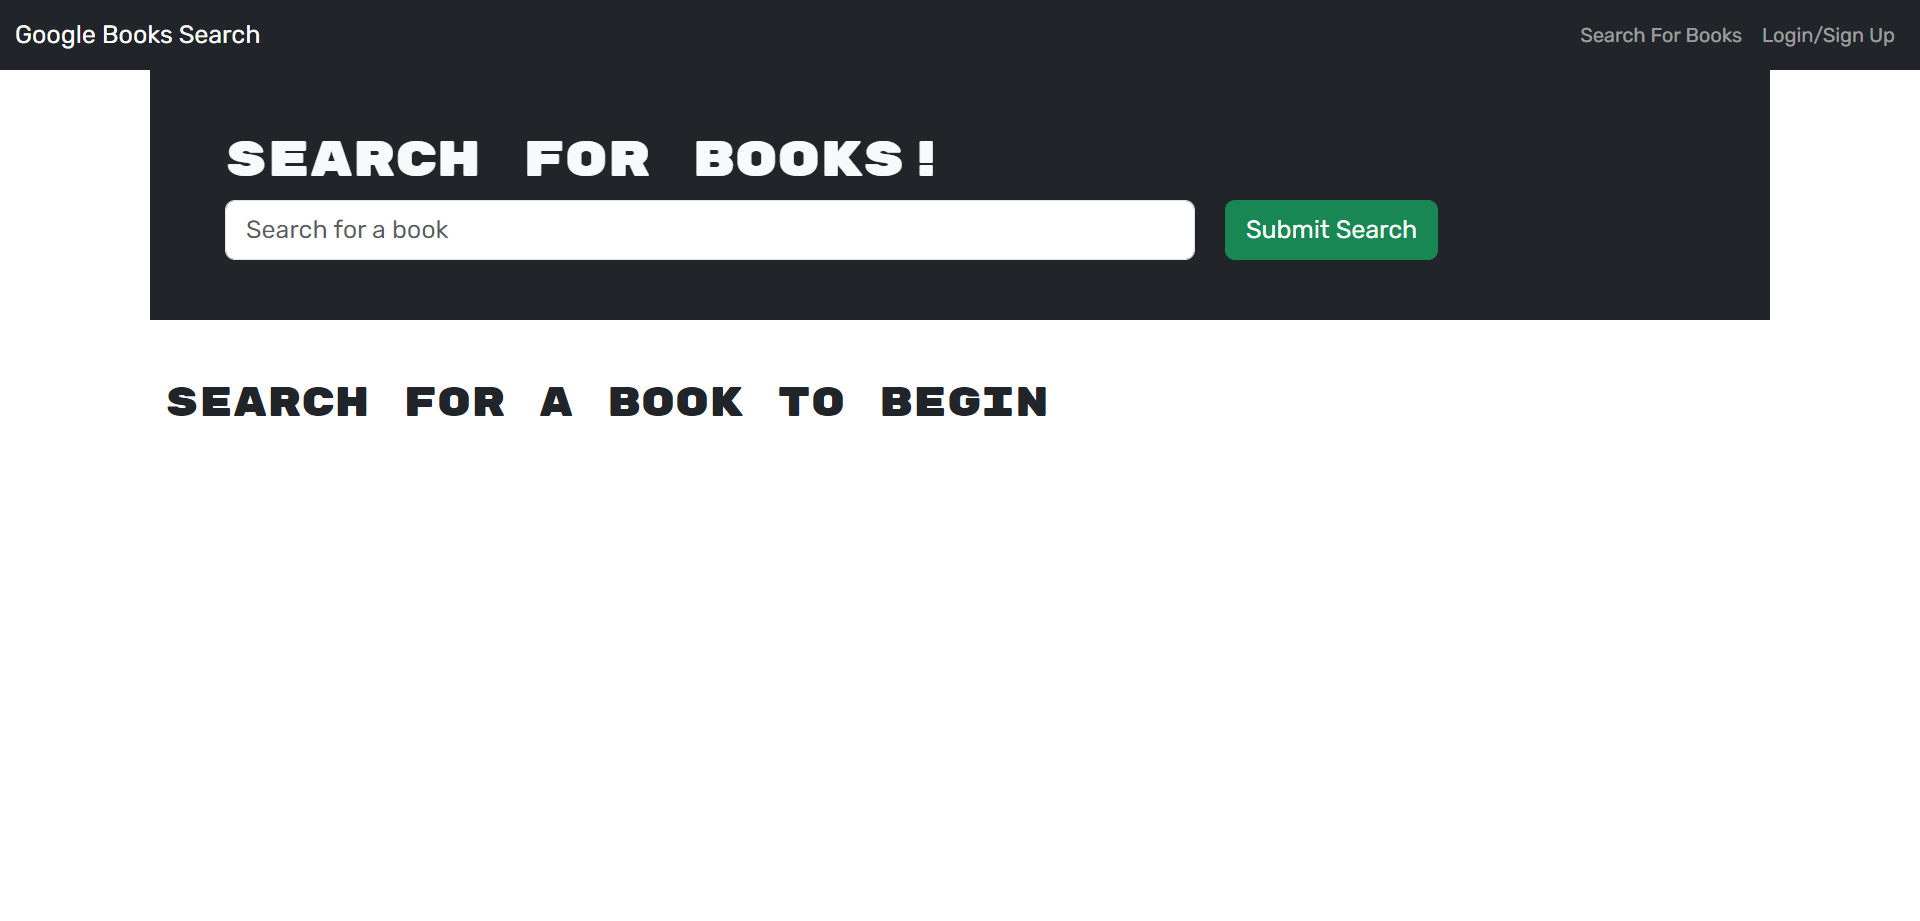 Google Books Search
Search For Books
Login/Sign Up
SEARCH FOR BOOKS!
Search for a book
Submit Search
SEARCH FOR A BOOK TO BEGIN